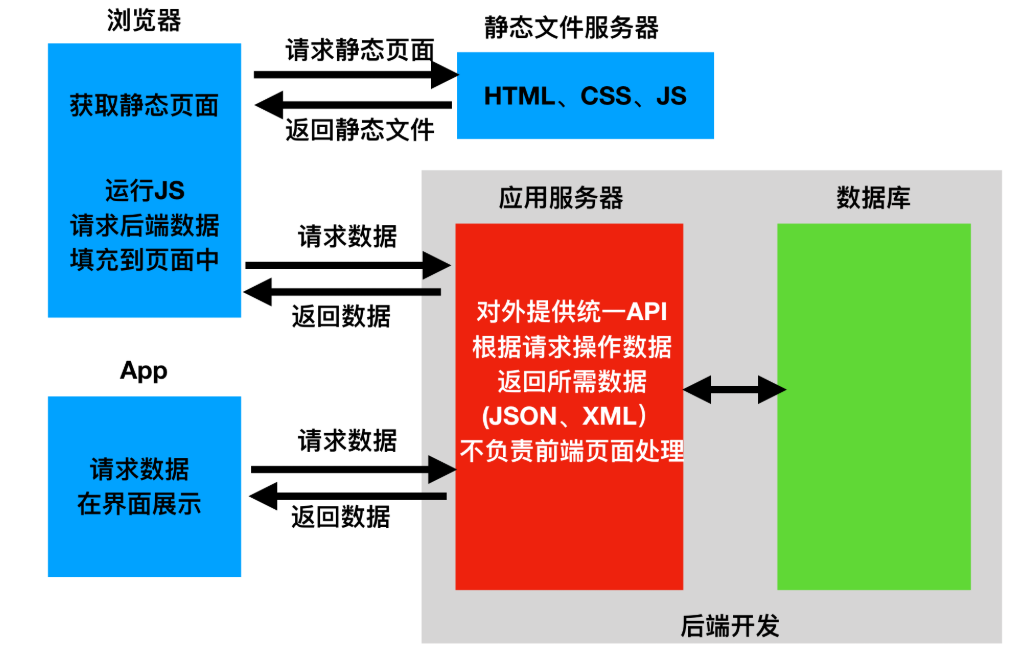 浏览器
静态文件服务器
请求静态页面
HTML、CSS、JS
获取静态页面
返回静态文件
运行JS
请求后端数据
填充到页面中
应用服务器
数据库
请求数据
返回数据
对外提供统一API
根据请求操作数据
返回所需数据
(JSON、XML）
不负责前端页面处理
App
请求数据
在界面展示
请求数据
返回数据
后端开发